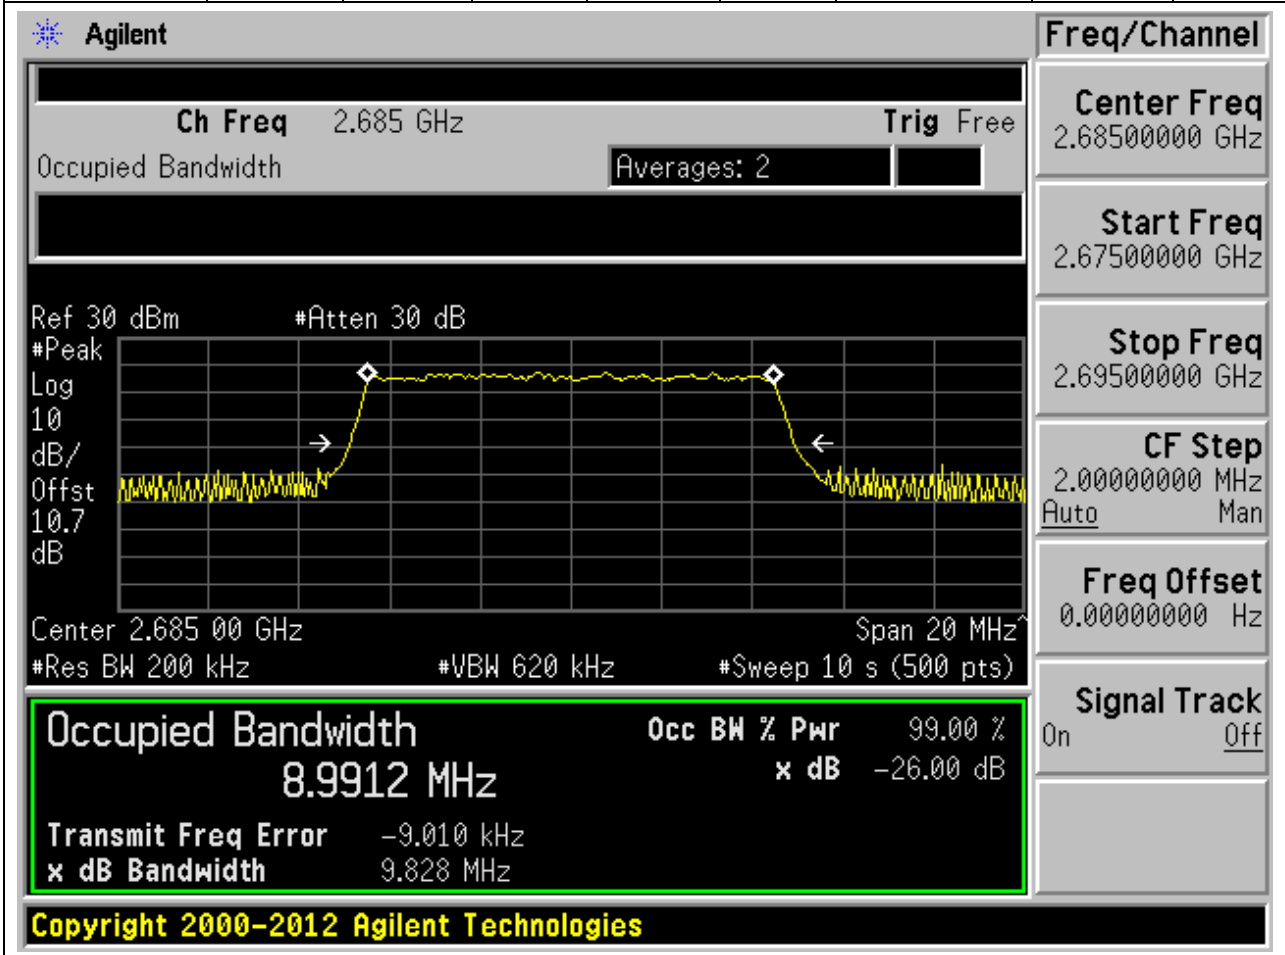 Agilent
Freq/Channel
Ch Freq 2.685 GHz Trig Free
Occupied Bandwidth Averages: 2
Center Freq
2.68500000 GHz
Start Freq
2.67500000 GHz
Stop Freq
2.69500000 GHz
CF Step
2.00000000 MHz
Auto Man
Freq Offset
0.00000000 Hz
Signal Track
On Off
Ref 30 dBm #Atten 30 dB
#Peak
Log
10
dB/
Offst
10.7
dB
Center 2.685 00 GHz Span 20 MHz^
#Res BW 200 kHz #VBW 620 kHz #Sweep 10 s (500 pts)
Occupied Bandwidth Occ BW % Pwr 99.00 %
8.9912 MHz x dB -26.00 dB
Transmit Freq Error -9.010 kHz
x dB Bandwidth 9.828 MHz
Copyright 2000-2012 Agilent Technologies